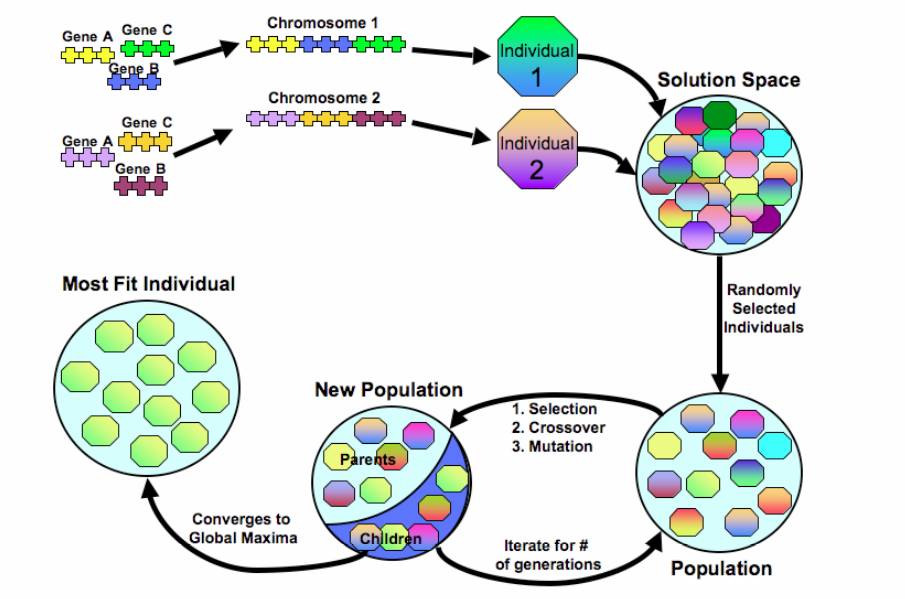 Gene A
Gene C
Gene B
Chromosome 1
Individual
1
Solution Space
Gene A
Gene C
Gene B
Chromosome 2
Individual
2
Randomly
Selected
Individuals
Most Fit Individual
New Population
Parents
Children
1. Selection
2. Crossover
3. Mutation
Converges to
Global Maxima
Iterate for #
of generations
Population